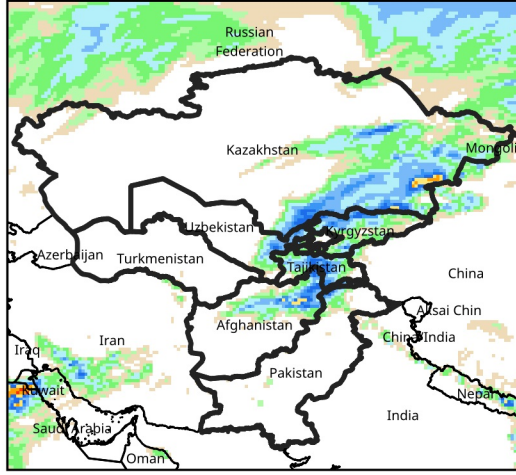 Russian
Federation
Kazakhstan
Mongoli
Uzbekistan
Kyrgyzstan
Azerbaijan
Turkmenistan
Tajikistan
China
Aksai Chin
Afghanistan
China/India
Iran
Iraq
Pakistan
Kuwait
Nepal
India
Saudi Arabia
Oman